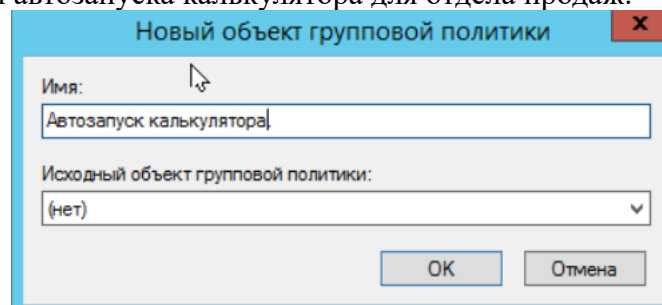 автозапуска калькулятора для отдела продаж.
Новый объект групповой политики
x
Имя:
Автозапуск калькулятора.
Исходный объект групповой политики:
(нет)
OK
Отмена